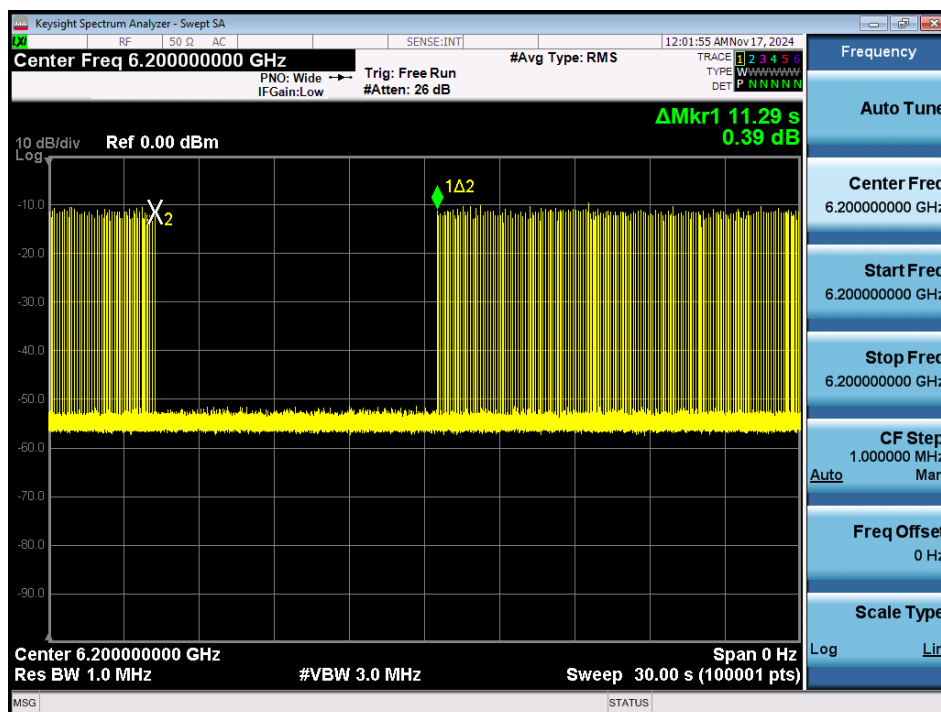 Keysight Spectrum Analyzer - Swept SA
LXI RF 50 Ω AC SENSE:INT 12:01:55 AM Nov 17, 2024
Center Freq 6.200000000 GHz
PNO: Wide
IFGain:Low
Trig: Free Run
#Atten: 26 dB
#Avg Type: RMS
TRACE 1 2 3 4 5 6
TYPE WWWWWW
DET P N N N N N
ΔMkr1 11.29 s
0.39 dB
10 dB/div
Log
Ref 0.00 dBm
1Δ2
2
-10.0
-20.0
-30.0
-40.0
-50.0
-60.0
-70.0
-80.0
-90.0
Center 6.200000000 GHz
Span 0 Hz
Res BW 1.0 MHz
#VBW 3.0 MHz
Sweep 30.00 s (100001 pts)
MSG
STATUS
Frequency
Auto Tune
Center Freq
6.200000000 GHz
Start Freq
6.200000000 GHz
Stop Freq
6.200000000 GHz
CF Step
1.000000 MHz
Auto Man
Freq Offset
0 Hz
Scale Type
Log Lin